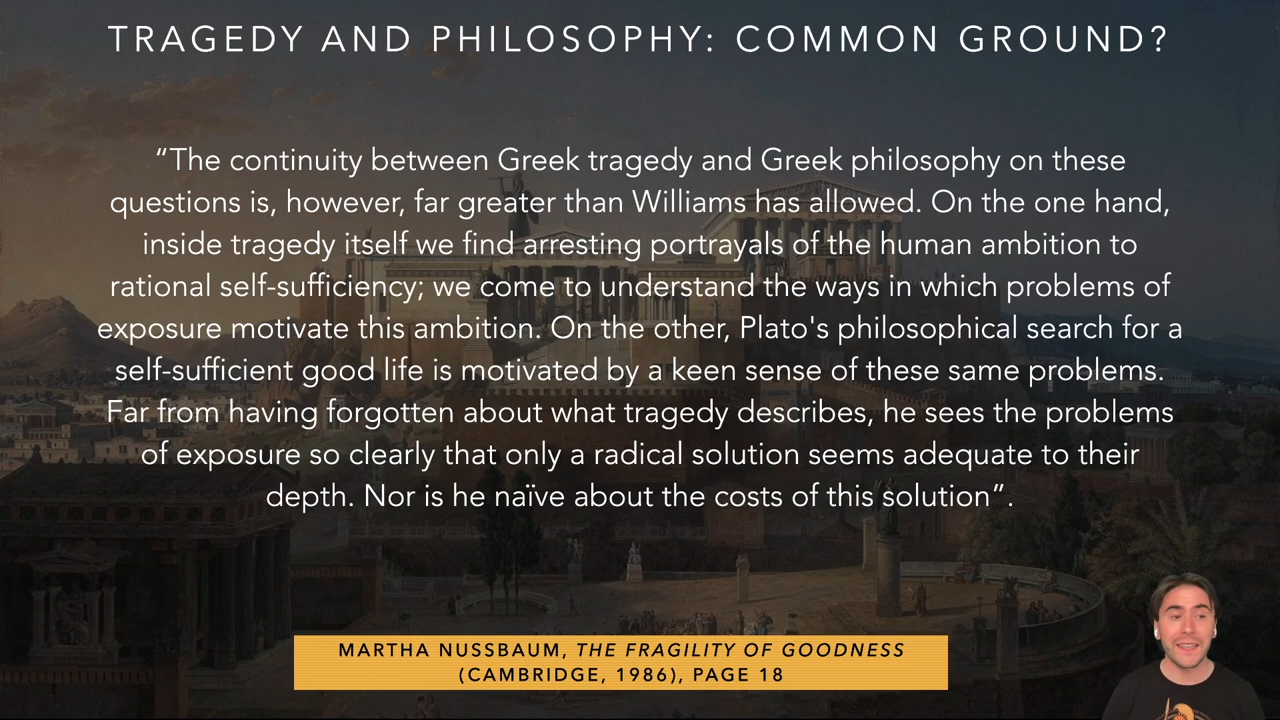 TRAGEDY AND PHILOSOPHY: COMMON GROUND?
“The continuity between Greek tragedy and Greek philosophy on these
questions is, however, far greater than Williams has allowed. On the one hand,
inside tragedy itself we find arresting portrayals of the human ambition to
rational self-sufficiency; we come to understand the ways in which problems of
exposure motivate this ambition. On the other, Plato's philosophical search for a
self-sufficient good life is motivated by a keen sense of these same problems.
Far from having forgotten about what tragedy describes, he sees the problems
of exposure so clearly that only a radical solution seems adequate to their
depth. Nor is he naïve about the costs of this solution”.
MARTHA NUSSBAUM, THE FRAGILITY OF GOODNESS
(CAMBRIDGE, 1986), PAGE 18